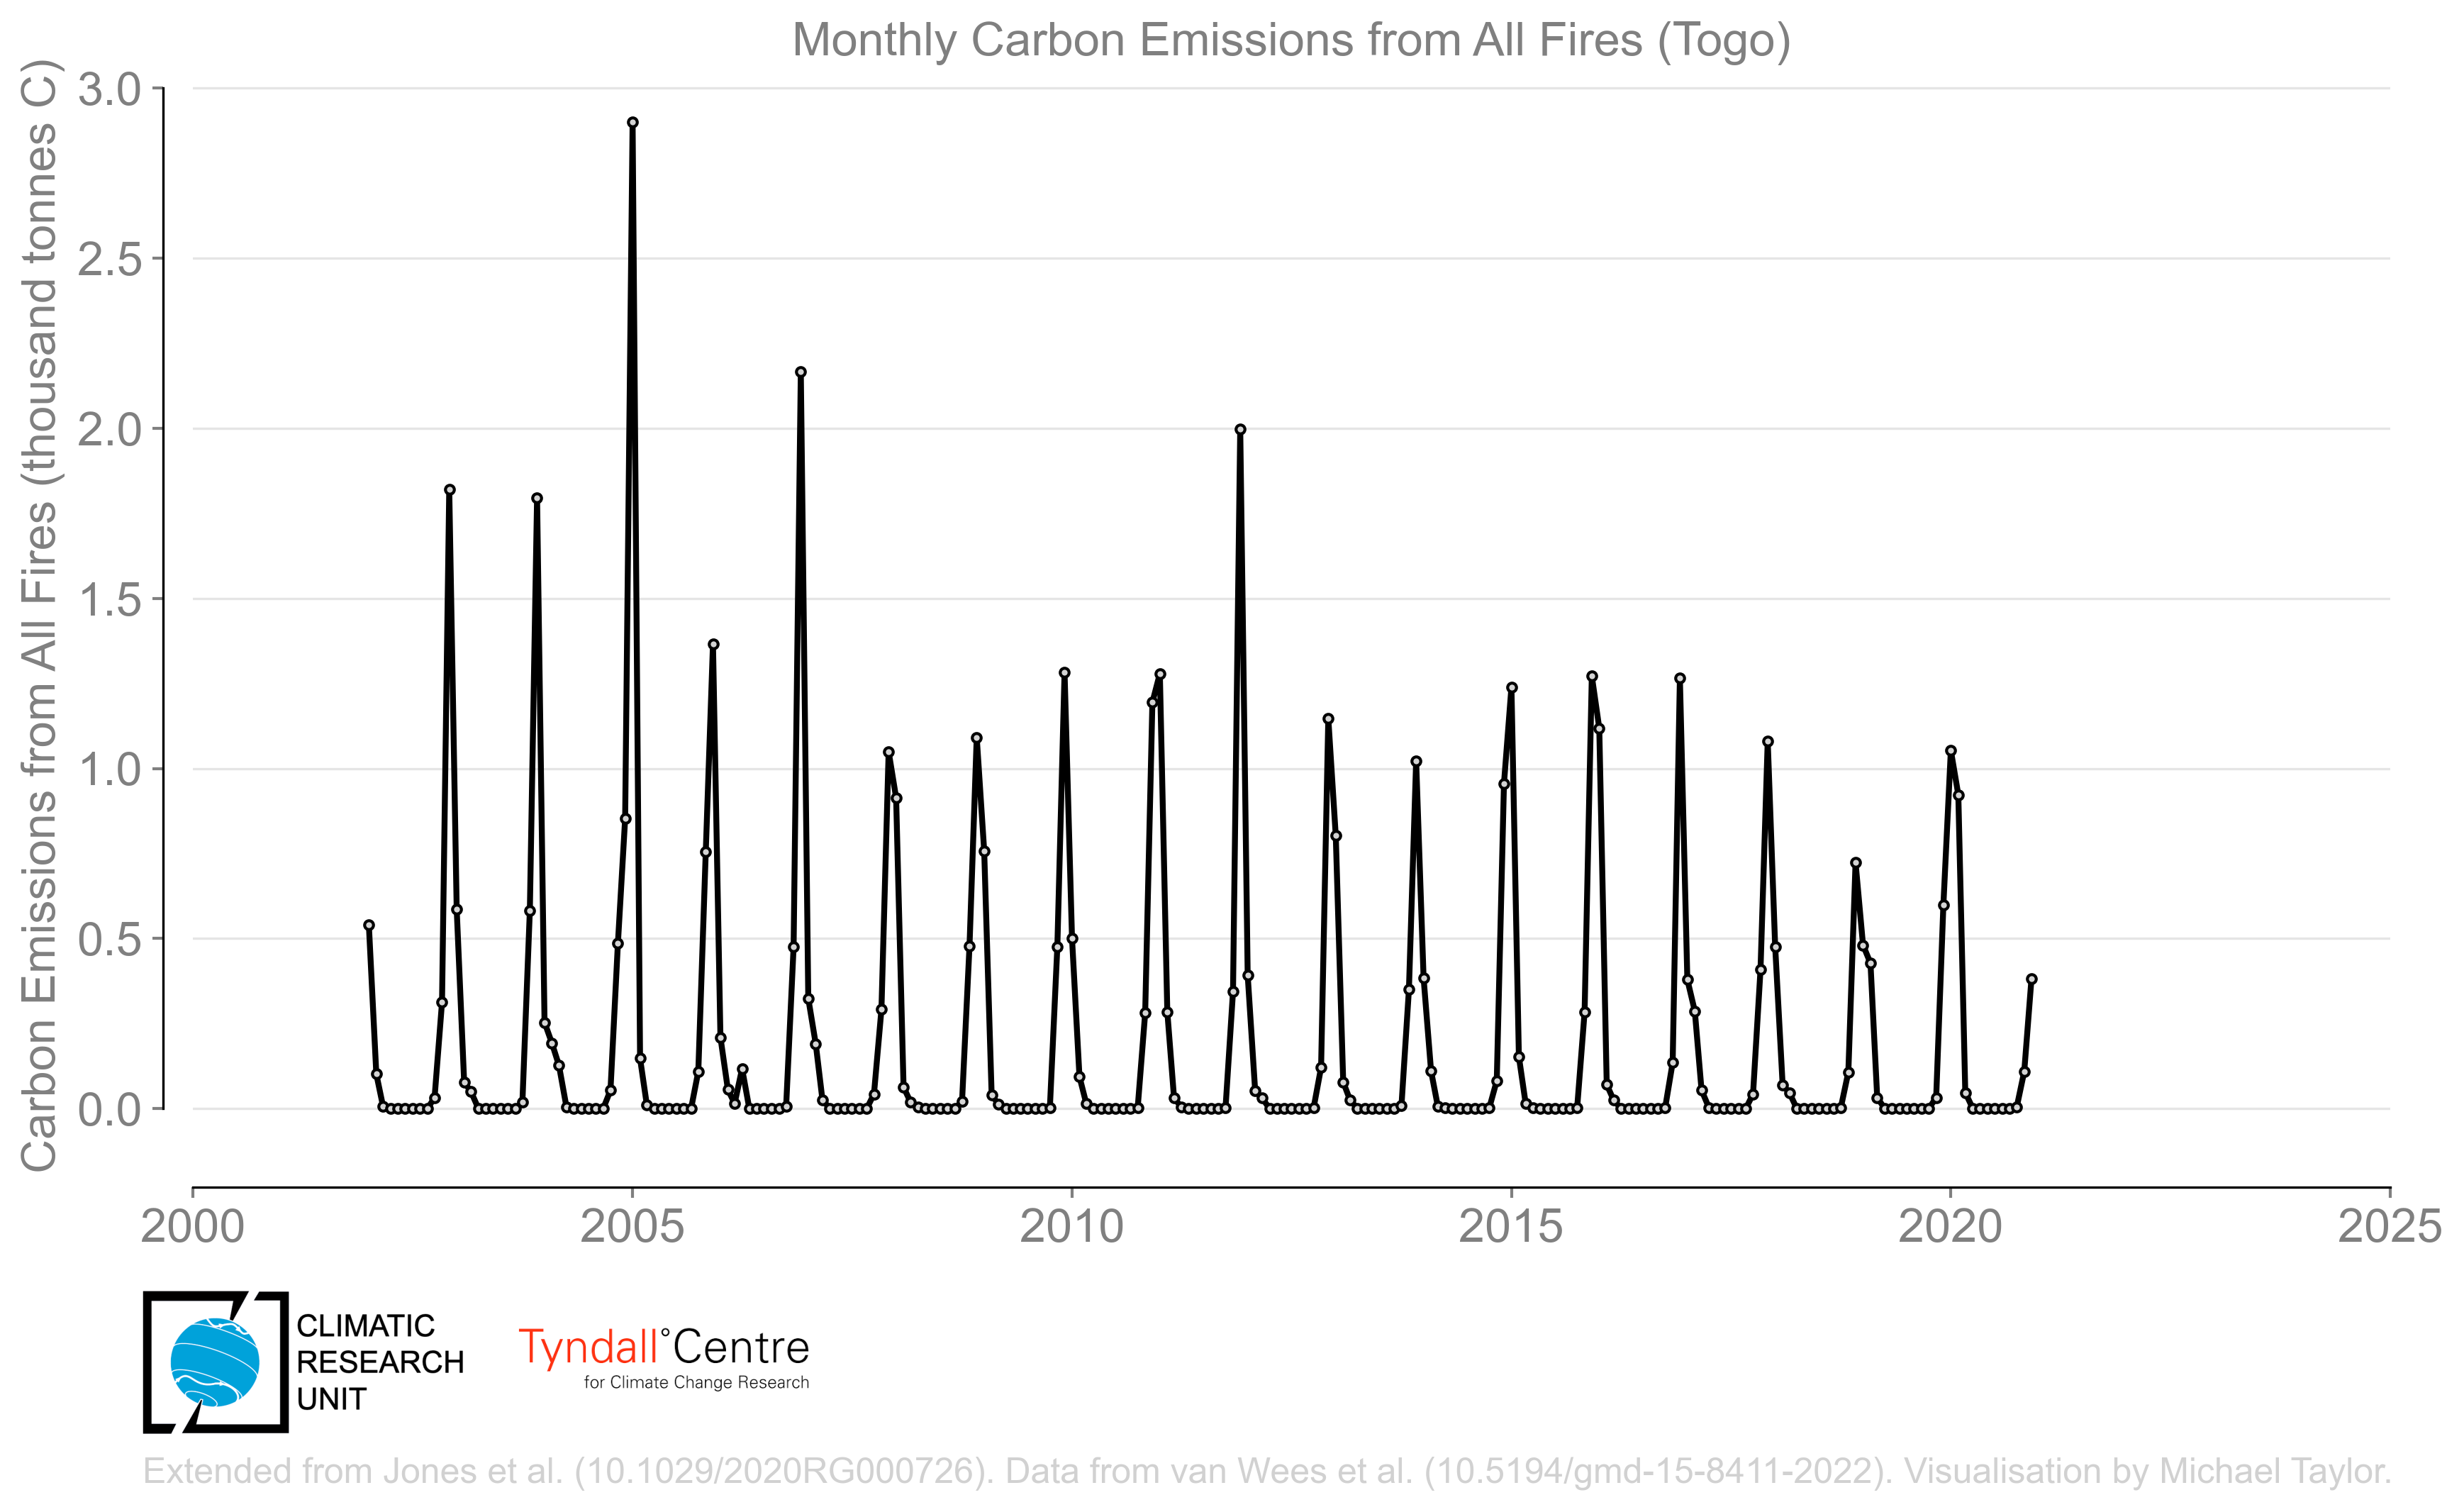 Monthly Carbon Emissions from All Fires (Togo)
Carbon Emissions from All Fires (thousand tonnes C)
3.0
2.5
2.0
1.5
1.0
0.5
0.0
2000 2005 2010 2015 2020 2025
CLIMATIC
RESEARCH
UNIT
Tyndall°Centre
for Climate Change Research
Extended from Jones et al. (10.1029/2020RG000726). Data from van Wees et al. (10.5194/gmd-15-8411-2022). Visualisation by Michael Taylor.